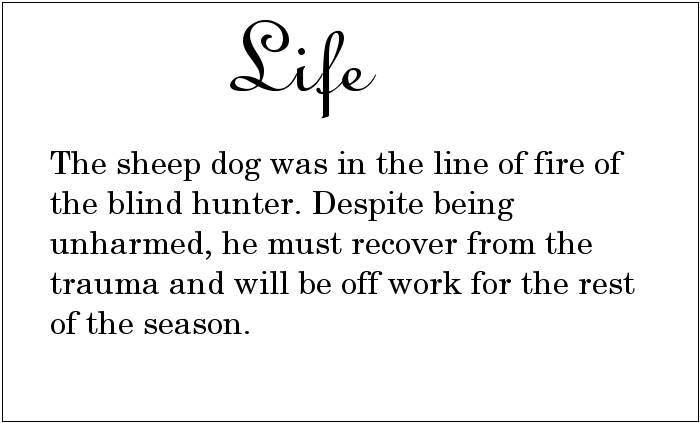 Life
The sheep dog was in the line of fire of
the blind hunter. Despite being
unharmed, he must recover from the
trauma and will be off work for the rest
of the season.